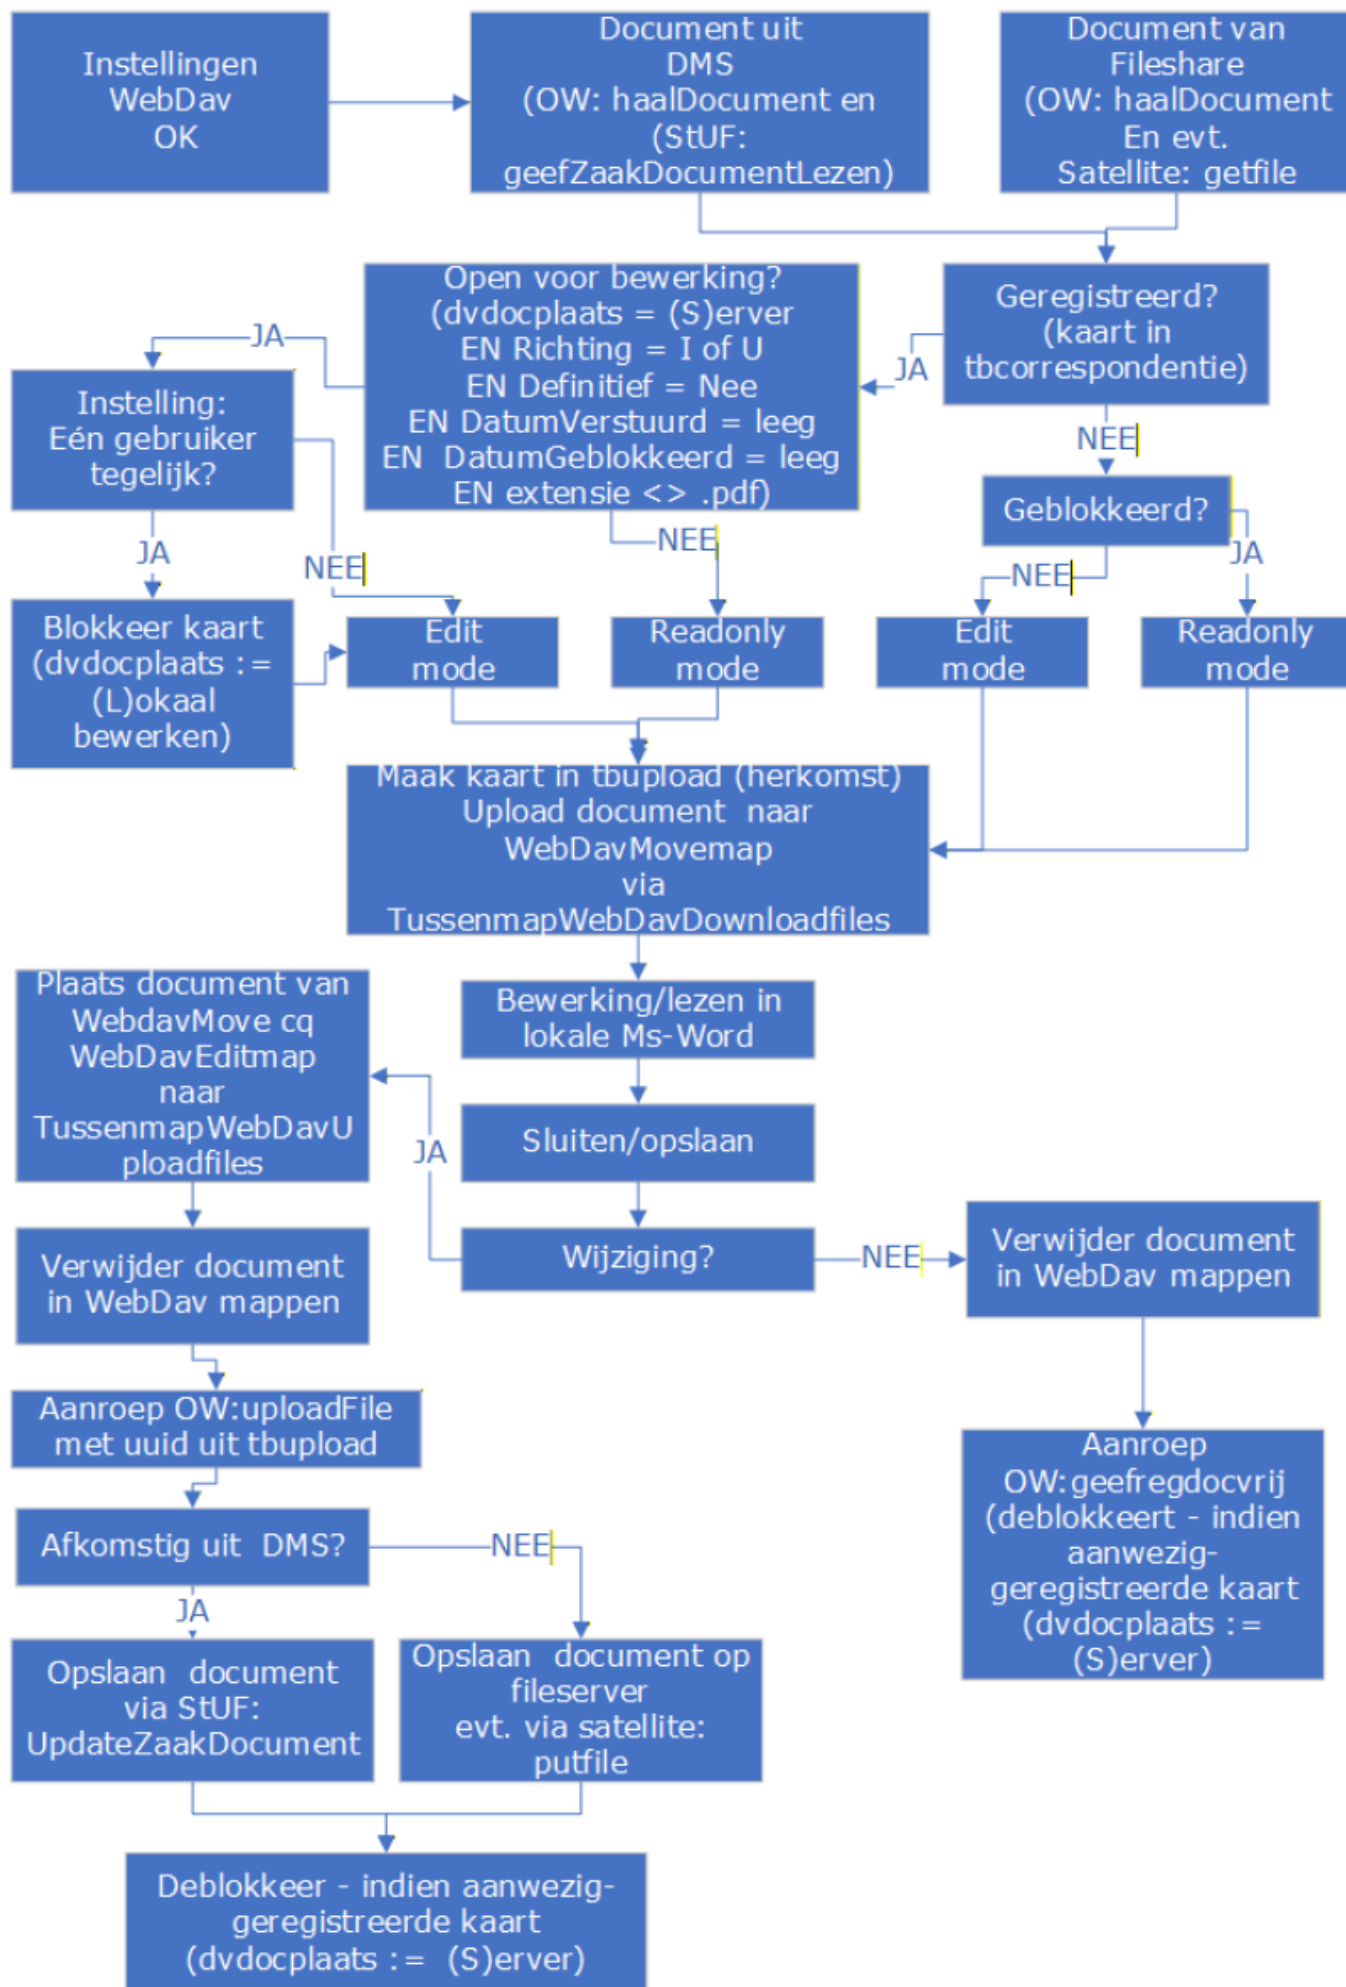 Instellingen
WebDav
OK
Document uit
DMS
(OW: haalDocument en
(StUF:
geefZaakDocumentLezen)
Document van
Fileshare
(OW: haalDocument
En evt.
Satellite: getfile
Geregistreerd?
(kaart in
tbcorrespondentie)
JA
NEE
Open voor bewerking?
(dvdocplaats = (S)erver
EN Richting = I of U
EN Definitief = Nee
EN DatumVerstuurd = leeg
EN  DatumGeblokkeerd = leeg
EN extensie <> .pdf)
JA
NEE
Instelling:
Eén gebruiker
tegelijk?
JA
NEE
Geblokkeerd?
NEE
JA
Blokkeer kaart
(dvdocplaats :=
(L)okaal
bewerken)
Edit
mode
Readonly
mode
Edit
mode
Readonly
mode
Maak kaart in tbupload (herkomst)
Upload document  naar
WebDavMovemap
via
TussenmapWebDavDownloadfiles
Bewerking/lezen in
lokale Ms-Word
Sluiten/opslaan
Wijziging?
JA
NEE
Plaats document van
WebdavMove cq
WebDavEditmap
naar
TussenmapWebDavU
ploadfiles
Verwijder document
in WebDav mappen
Verwijder document
in WebDav mappen
Aanroep OW:uploadFile
met uuid uit tbupload
Aanroep
OW:geefregdocvrij
(deblokkeert - indien
aanwezig-
geregistreerde kaart
(dvdocplaats :=
(S)erver)
Afkomstig uit  DMS?
NEE
JA
Opslaan  document
via StUF:
UpdateZaakDocument
Opslaan  document op
fileserver
evt. via satellite:
putfile
Deblokkeer - indien aanwezig-
geregistreerde kaart
(dvdocplaats :=  (S)erver)